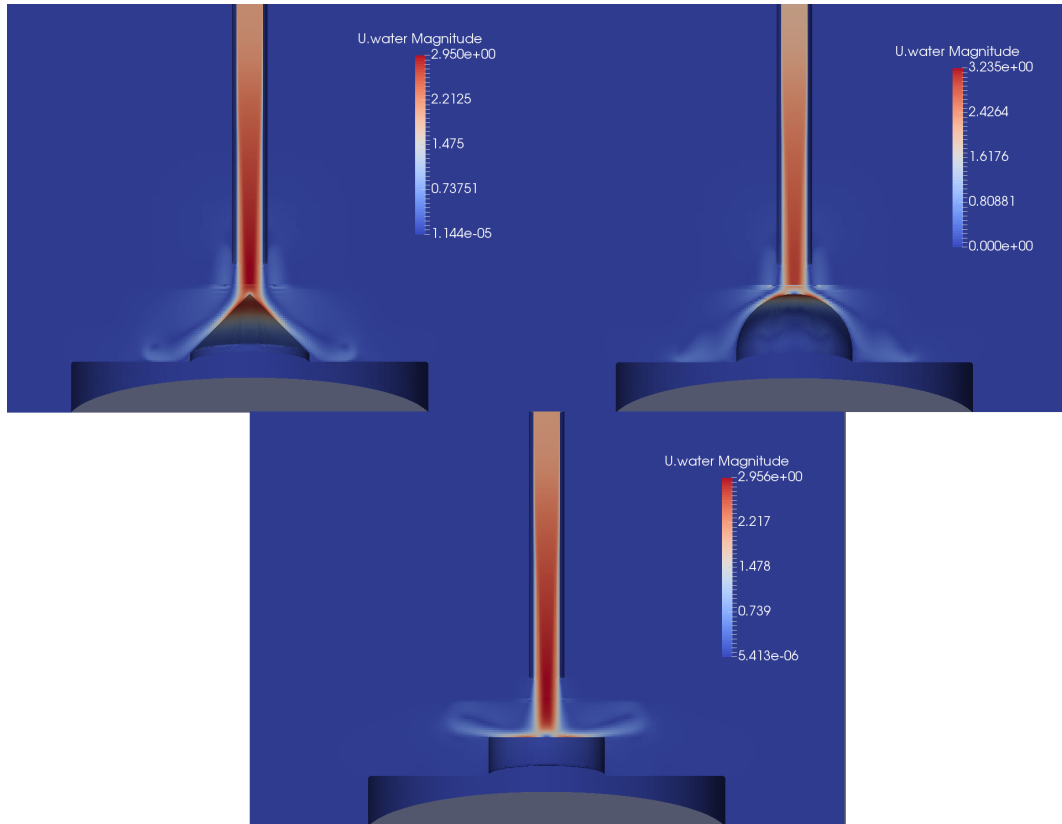 U.water Magnitude
2.950e+00
2.2125
1.475
0.73751
1.144e-05
U.water Magnitude
3.235e+00
2.4264
1.6176
0.80881
0.000e+00
U.water Magnitude
2.956e+00
2.217
1.478
0.739
5.413e-06